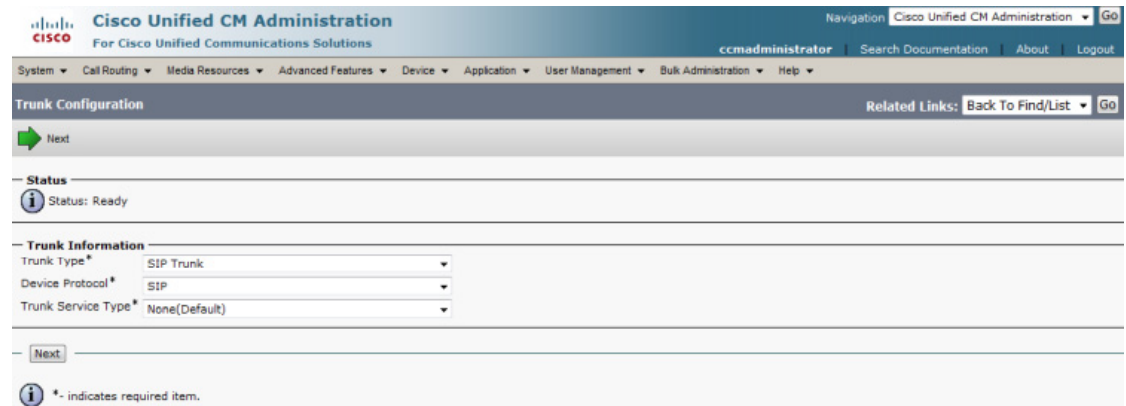 Cisco Unified CM Administration
Navigation Cisco Unified CM Administration Go
CISCO
For Cisco Unified Communications Solutions
ccmadministrator Search Documentation About Logout
System Call Routing Media Resources Advanced Features Device Application User Management Bulk Administration Help
Trunk Configuration
Related Links: Back To Find/List Go
Next
Status
Status: Ready
Trunk Information
Trunk Type* SIP Trunk
Device Protocol* SIP
Trunk Service Type* None(Default)
Next
*- indicates required item.